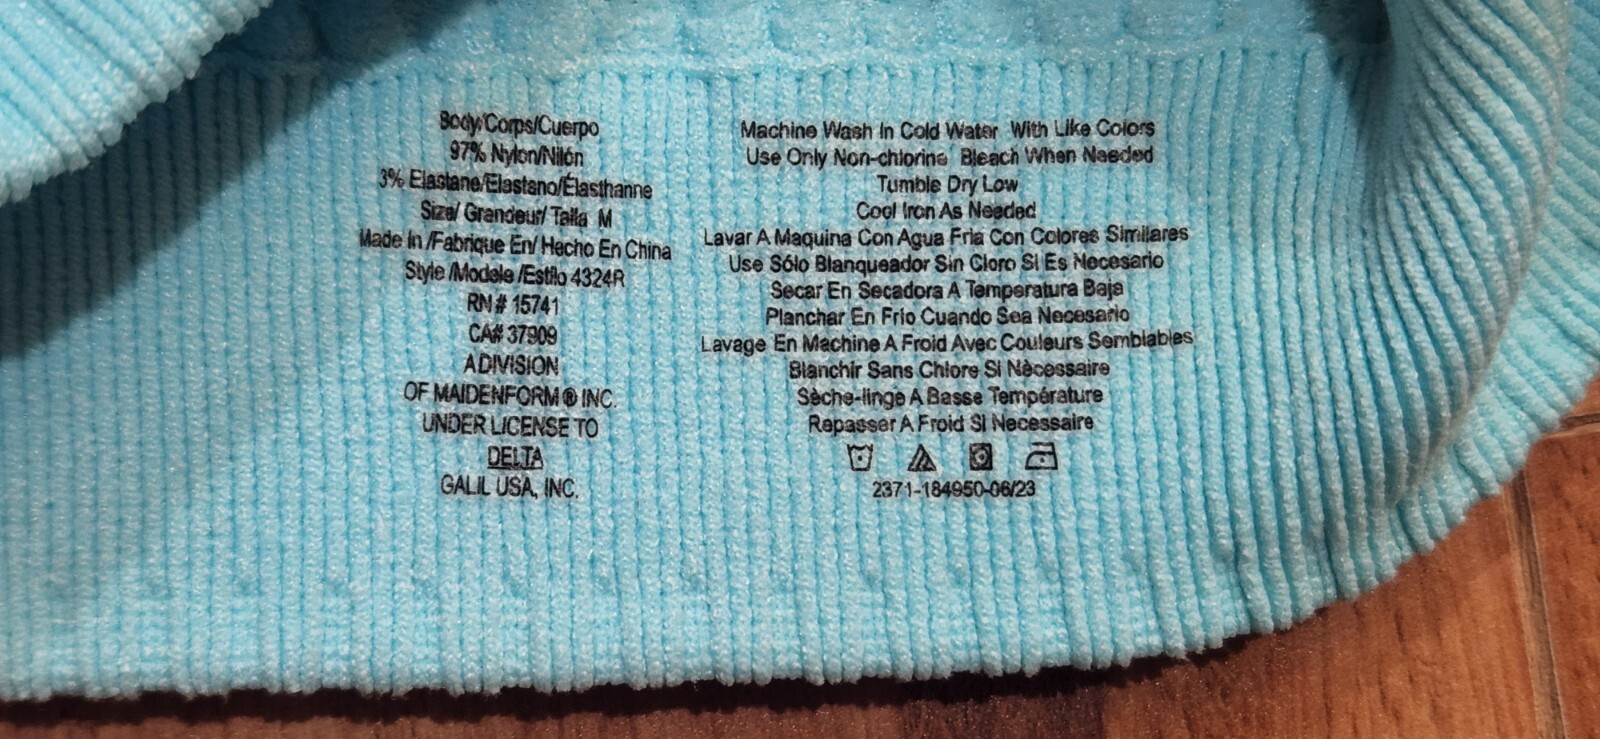 Body/Corps/Cuerpo
97% Nylon/Nilón
3% Elastane/Elastano/Élasthanne
Size/ Grandeur/ Talla M
Made In /Fabrique En/ Hecho En China
Style /Modele /Estilo 4324R
RN # 15741
CA# 37909
A DIVISION
OF MAIDENFORM ® INC.
UNDER LICENSE TO
DELTA
GALIL USA, INC.
Machine Wash In Cold Water With Like Colors
Use Only Non-chlorine Bleach When Needed
Tumble Dry Low
Cool Iron As Needed
Lavar A Maquina Con Agua Fria Con Colores Similares
Use Sólo Blanqueador Sin Cloro Si Es Necesario
Secar En Secadora A Temperatura Baja
Planchar En Frio Cuando Sea Necesario
Lavage En Machine A Froid Avec Couleurs Semblables
Blanchir Sans Chlore Si Nècessaire
Sèche-linge A Basse Température
Repasser A Froid Si Necessaire
2371-184950-06/23